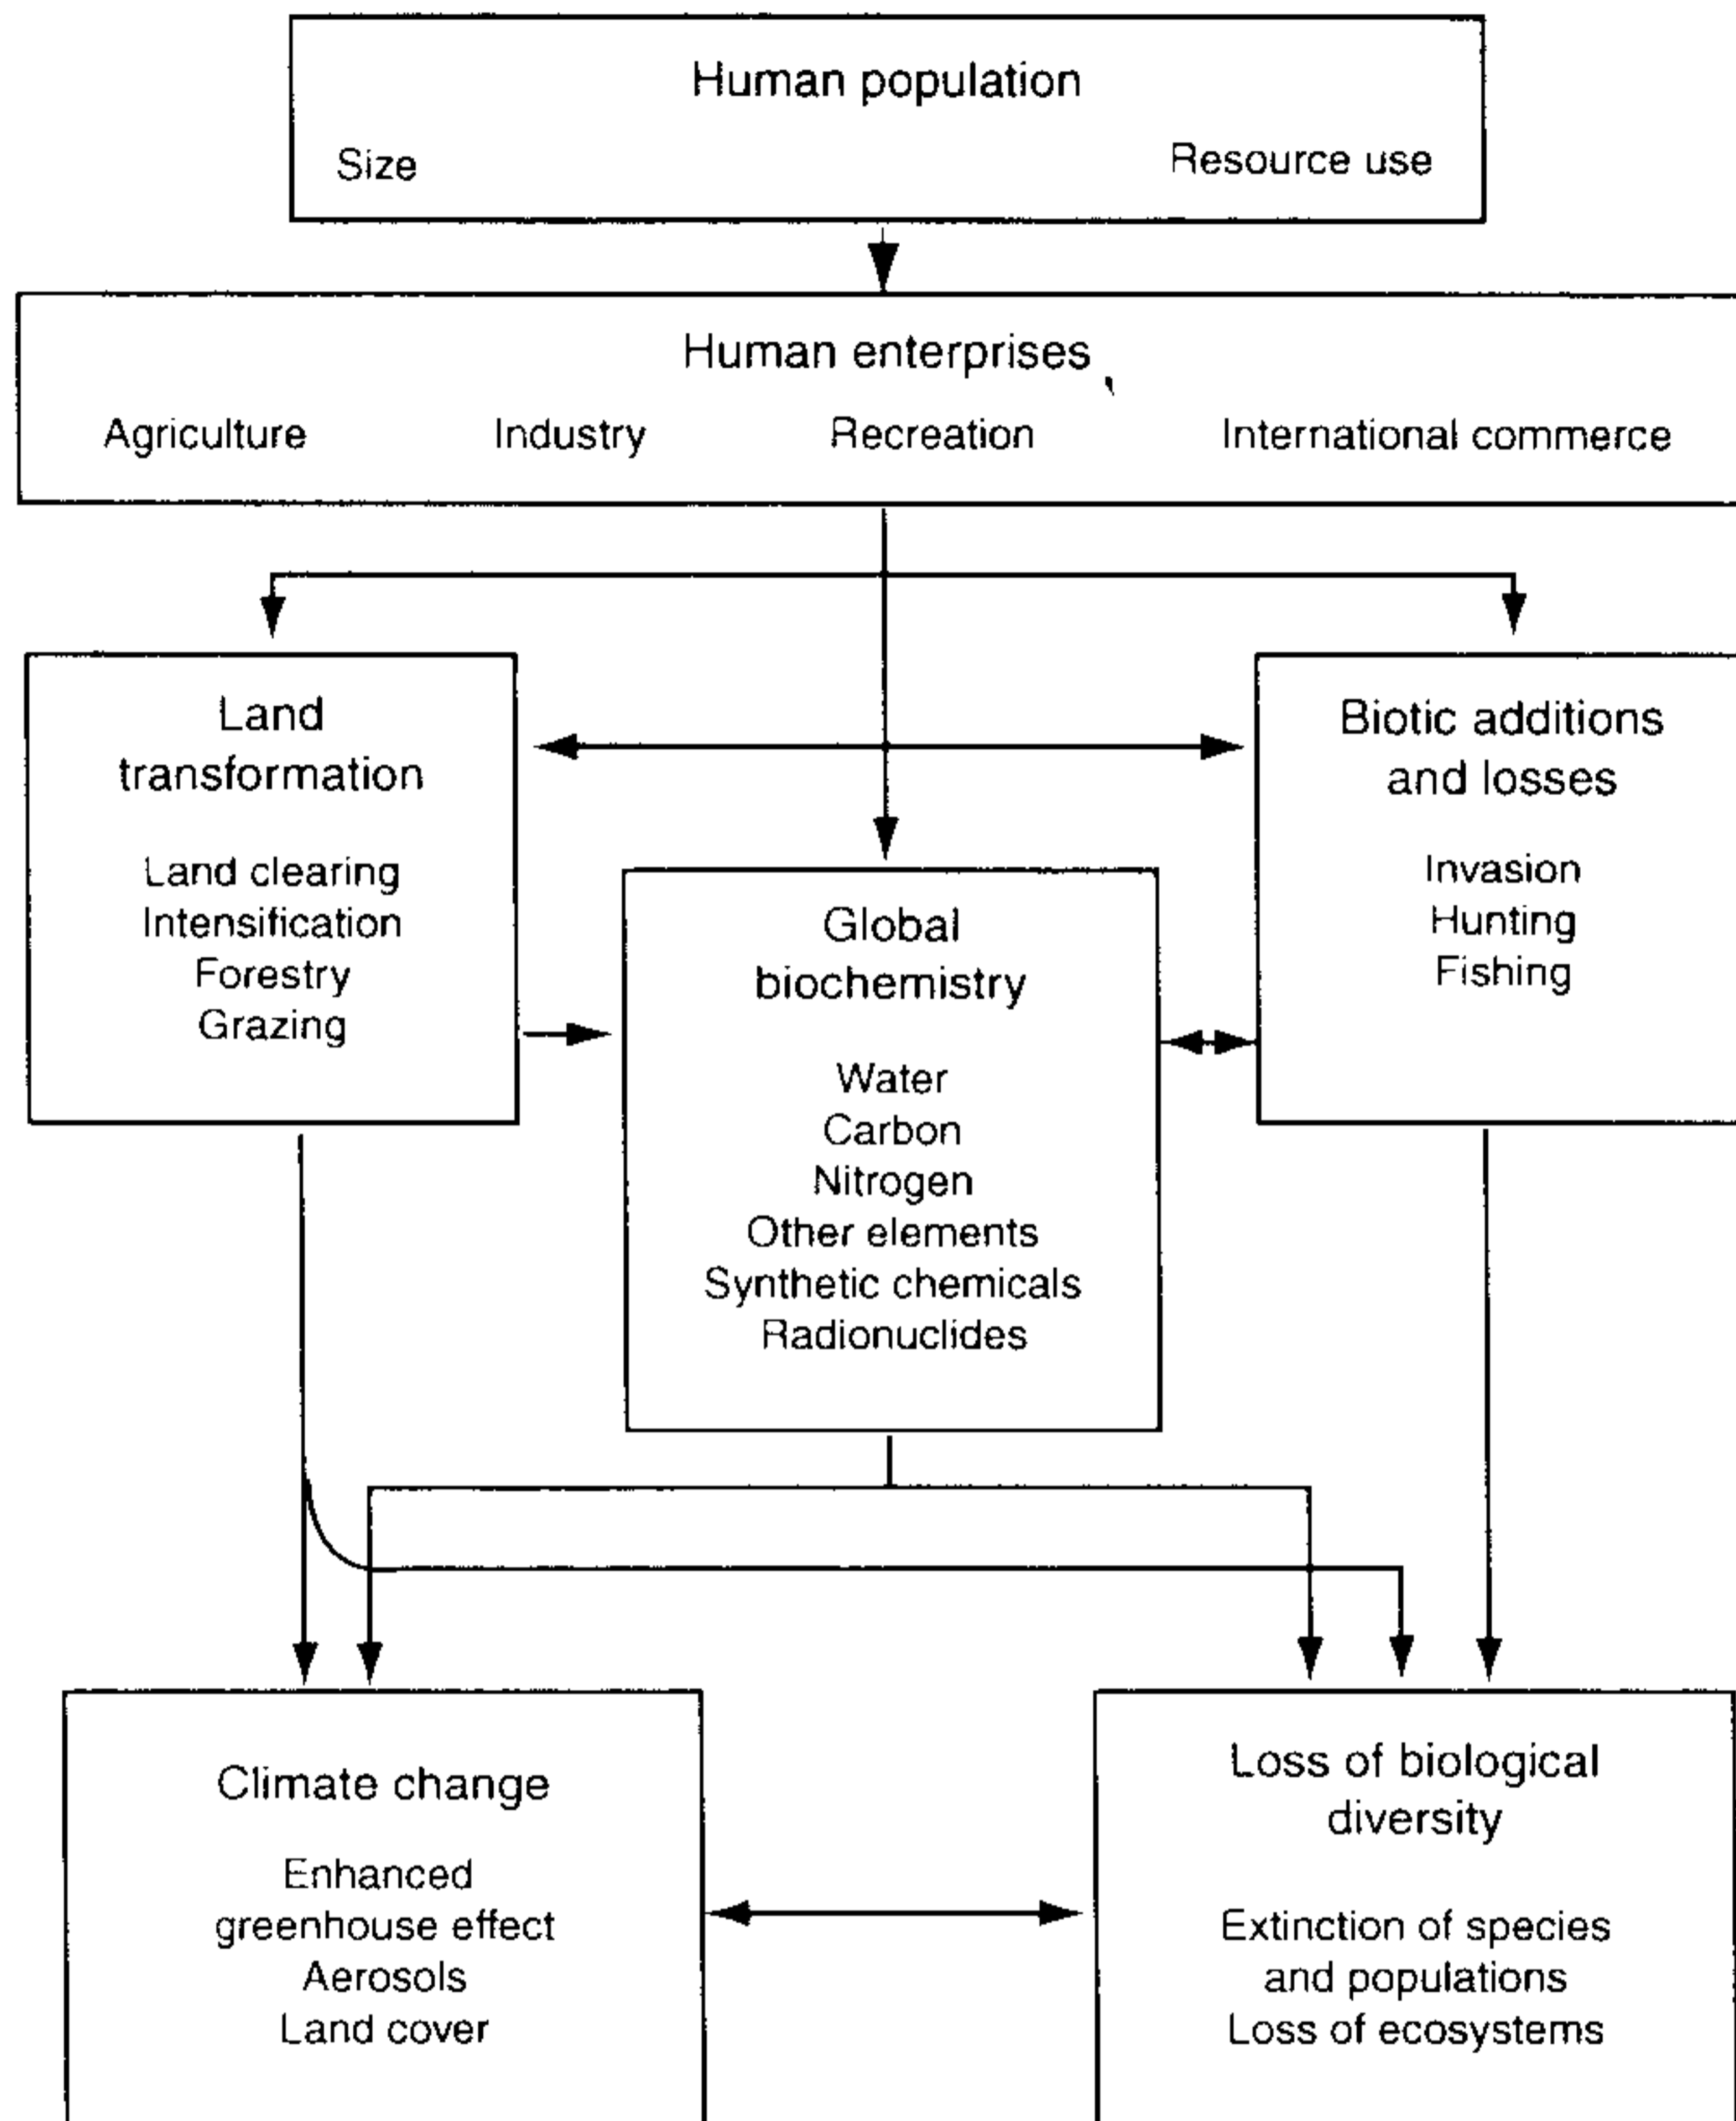 Human population
Size Resource use
Human enterprises
Agriculture Industry Recreation International commerce
Land
transformation
Land clearing
Intensification
Forestry
Grazing
Global
biochemistry
Water
Carbon
Nitrogen
Other elements
Synthetic chemicals
Radionuclides
Biotic additions
and losses
Invasion
Hunting
Fishing
Climate change
Enhanced
greenhouse effect
Aerosols
Land cover
Loss of biological
diversity
Extinction of species
and populations
Loss of ecosystems